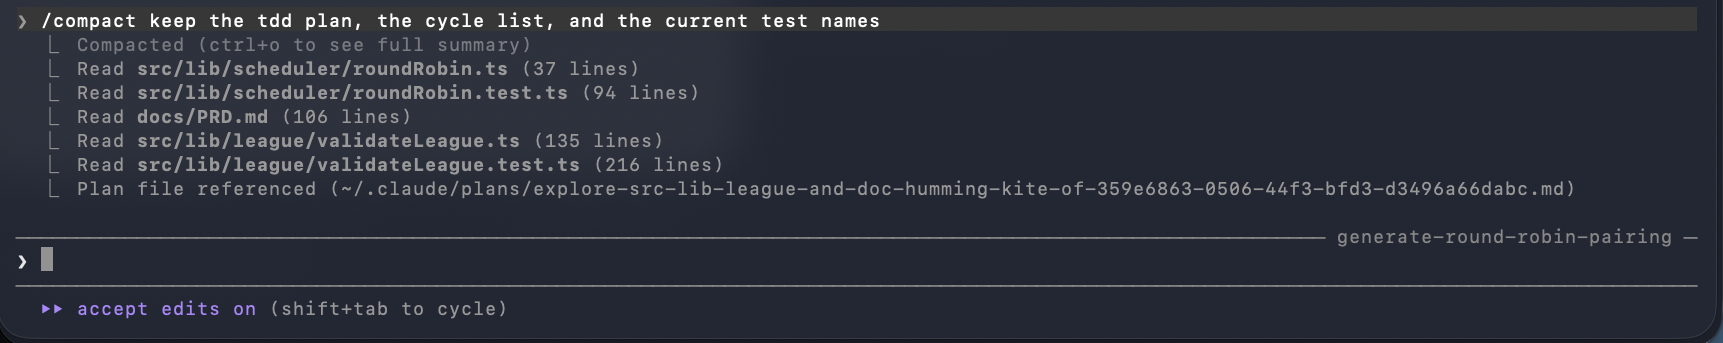 ❯ /compact keep the tdd plan, the cycle list, and the current test names
⎿ Compacted (ctrl+o to see full summary)
⎿ Read src/lib/scheduler/roundRobin.ts (37 lines)
⎿ Read src/lib/scheduler/roundRobin.test.ts (94 lines)
⎿ Read docs/PRD.md (106 lines)
⎿ Read src/lib/league/validateLeague.ts (135 lines)
⎿ Read src/lib/league/validateLeague.test.ts (216 lines)
⎿ Plan file referenced (~/.claude/plans/explore-src-lib-league-and-doc-humming-kite-of-359e6863-0506-44f3-bfd3-d3496a66dabc.md)
generate-round-robin-pairing
❯
⏵⏵ accept edits on (shift+tab to cycle)